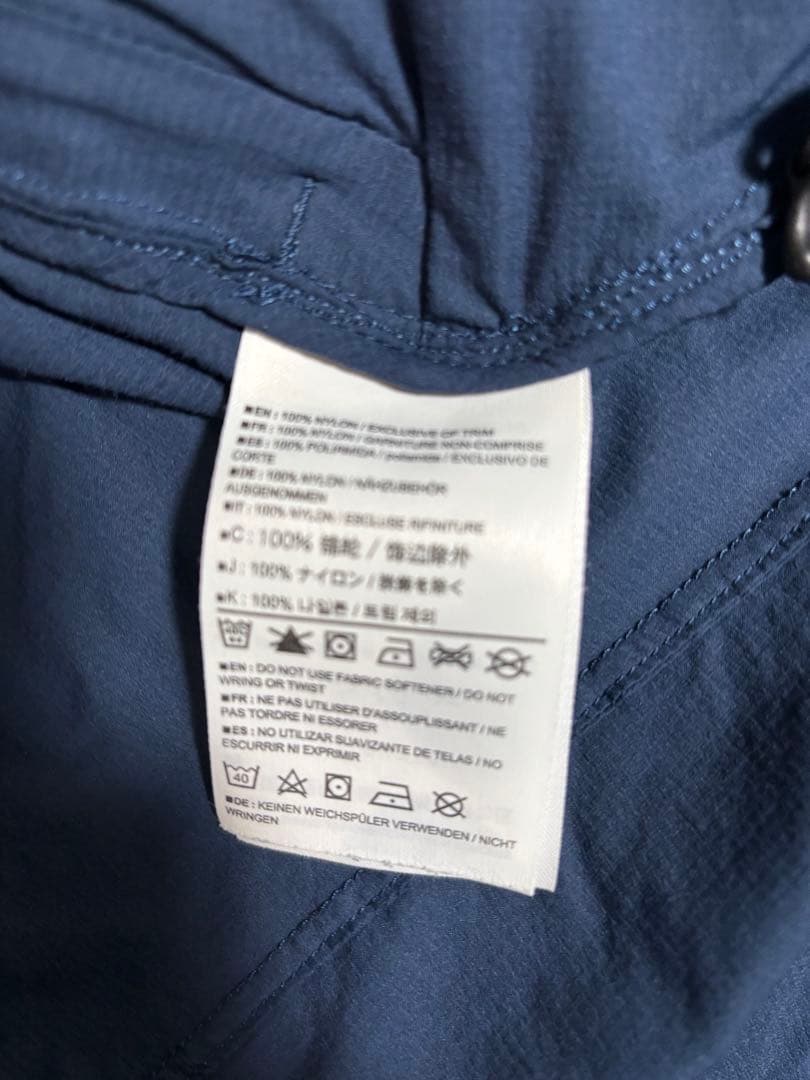 ■EN : 100% NYLON / EXCLUSIVE OF TRIM
■FR : 100% NYLON / GARNITURE NON COMPRISE
■ES : 100% POLIAMIDA / poliamida / EXCLUSIVO DE
CORTE
■DE : 100% NYLON / NÄHZUBEHÖR
AUSGENOMMEN
■IT : 100% NYLON / ESCLUSE RIFINITURE
■C : 100% 锦纶 / 饰边除外
■J : 100% ナイロン / 装飾を除く
■K : 100% 나일론 / 트림 제외
■EN : DO NOT USE FABRIC SOFTENER / DO NOT
WRING OR TWIST
■FR : NE PAS UTILISER D'ASSOUPLISSANT / NE
PAS TORDRE NI ESSORER
■ES : NO UTILIZAR SUAVIZANTE DE TELAS / NO
ESCURRIR NI EXPRIMIR
40
■DE : KEINEN WEICHSPÜLER VERWENDEN / NICHT
WRINGEN